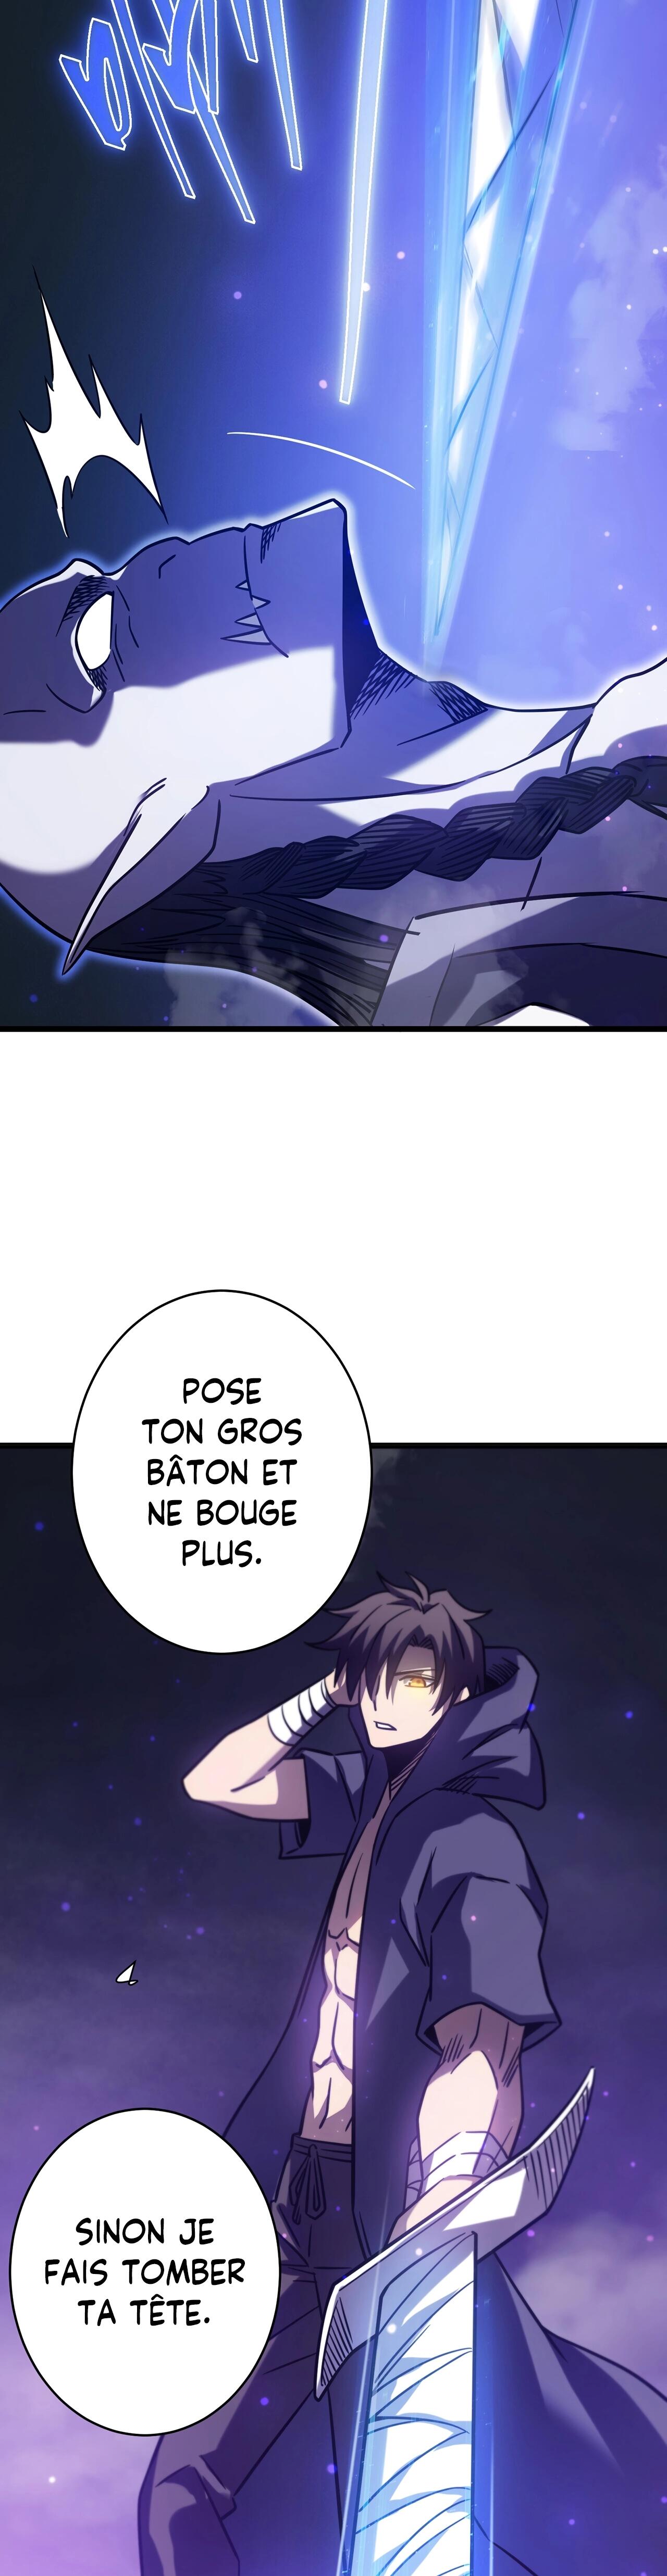 POSE
TON GROS
BÂTON ET
NE BOUGE
PLUS.
SINON JE
FAIS TOMBER
TA TÊTE.